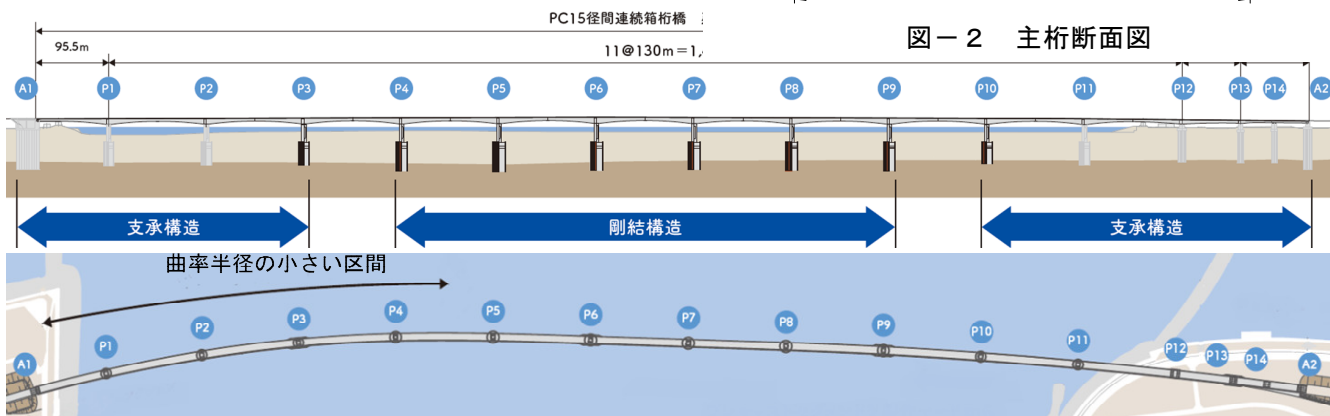 PC15径間連続箱桁橋
図－2　主桁断面図
95.5m
11@130m＝1,
A1 P1 P2 P3 P4 P5 P6 P7 P8 P9 P10 P11 P12 P13 P14 A2
支承構造 剛結構造 支承構造
曲率半径の小さい区間
A1 P1 P2 P3 P4 P5 P6 P7 P8 P9 P10 P11 P12 P13 P14 A2